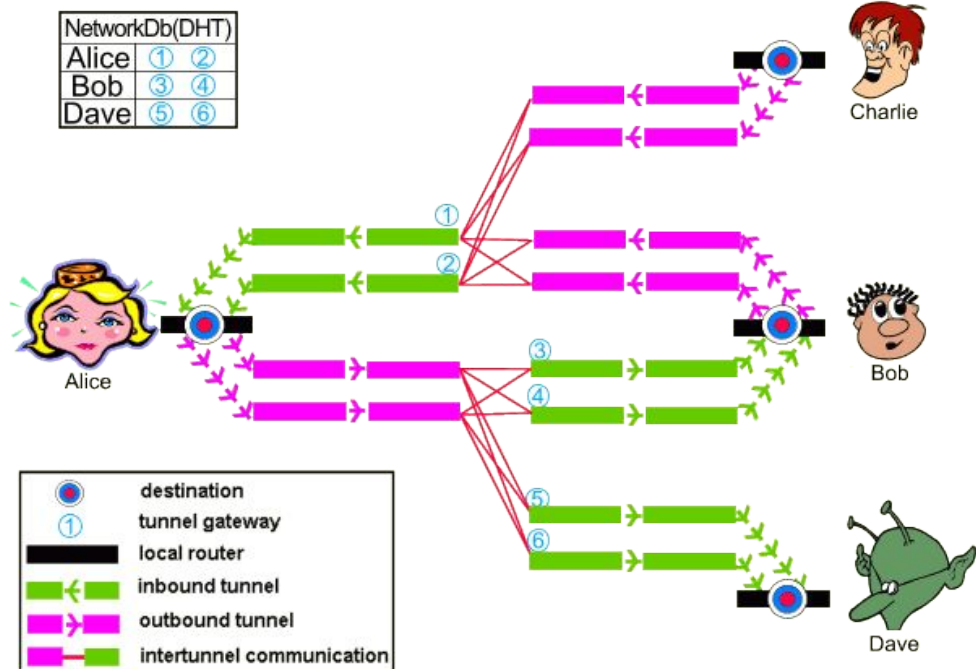 NetworkDb(DHT)
Alice 1 2
Bob 3 4
Dave 5 6
Charlie
1
2
Alice
3
4
Bob
5
6
Dave
destination
1 tunnel gateway
local router
inbound tunnel
outbound tunnel
intertunnel communication